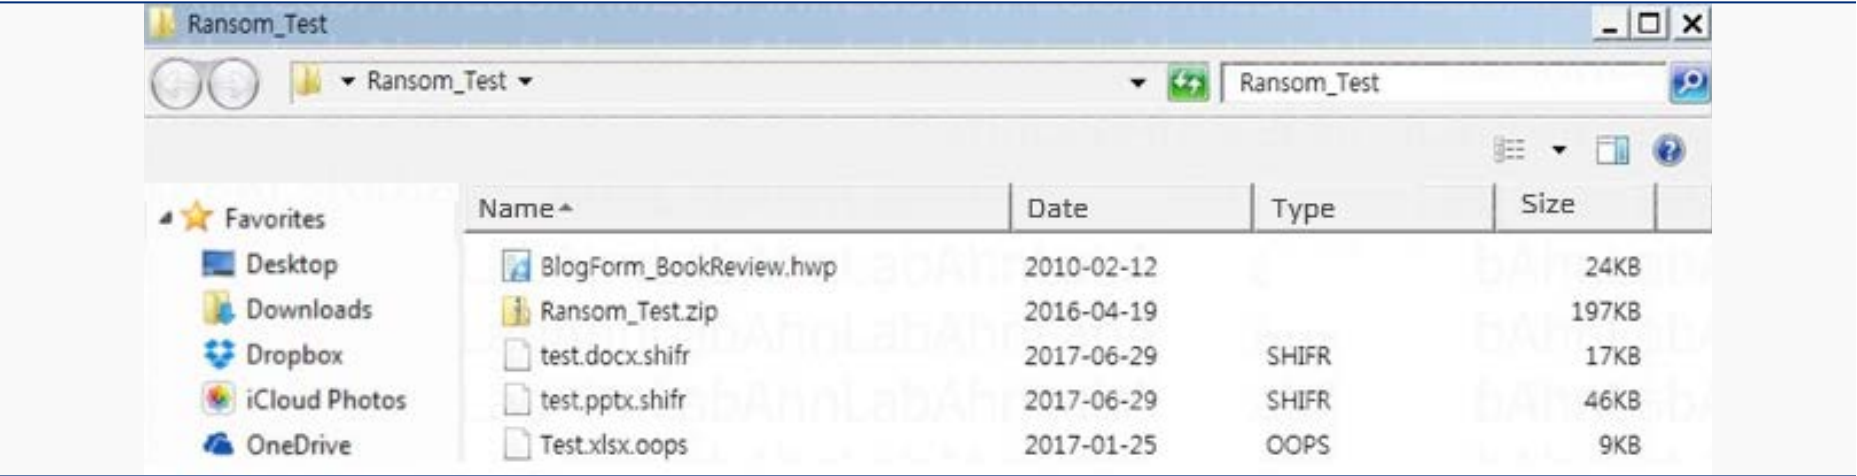 Ransom_Test
Ransom_Test
Ransom_Test
Name Date Type Size
Favorites
Desktop
Downloads
Dropbox
iCloud Photos
OneDrive
BlogForm_BookReview.hwp 2010-02-12 24KB
Ransom_Test.zip 2016-04-19 197KB
test.docx.shifr 2017-06-29 SHIFR 17KB
test.pptx.shifr 2017-06-29 SHIFR 46KB
Test.xlsx.oops 2017-01-25 OOPS 9KB